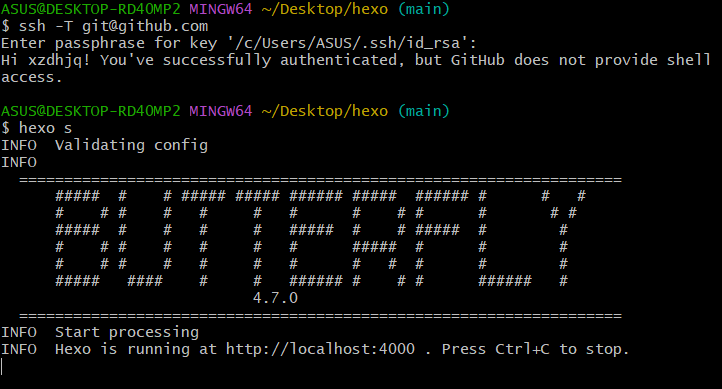 ASUS@DESKTOP-RD40MP2 MINGW64 ~/Desktop/hexo (main)
$ ssh -T git@github.com
Enter passphrase for key '/c/Users/ASUS/.ssh/id_rsa':
Hi xzdhjq! You've successfully authenticated, but GitHub does not provide shell
access.
ASUS@DESKTOP-RD40MP2 MINGW64 ~/Desktop/hexo (main)
$ hexo s
INFO  Validating config
INFO
===================================================================
BUTTERFLY
4.7.0
===================================================================
INFO  Start processing
INFO  Hexo is running at http://localhost:4000 . Press Ctrl+C to stop.